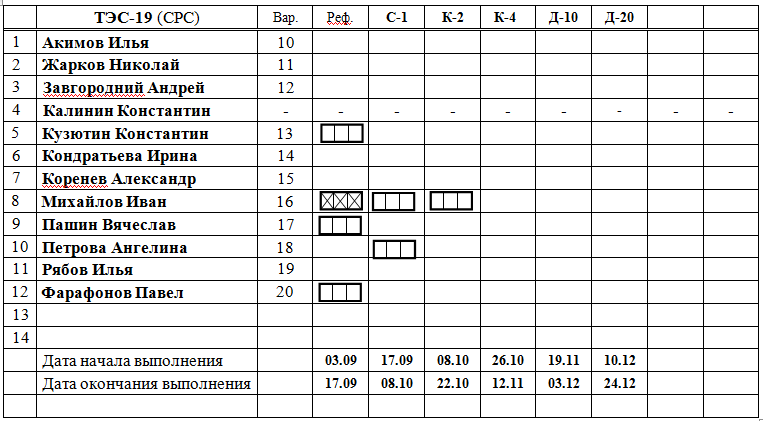 ТЭС-19 (СРС) Вар. Реф. С-1 К-2 К-4 Д-10 Д-20
1 Акимов Илья 10
2 Жарков Николай 11
3 Завгородний Андрей 12
4 Калинин Константин - - - - - - - - -
5 Кузютин Константин 13
6 Кондратьева Ирина 14
7 Коренев Александр 15
8 Михайлов Иван 16
9 Пашин Вячеслав 17
10 Петрова Ангелина 18
11 Рябов Илья 19
12 Фарафонов Павел 20
13
14
Дата начала выполнения 03.09 17.09 08.10 26.10 19.11 10.12
Дата окончания выполнения 17.09 08.10 22.10 12.11 03.12 24.12